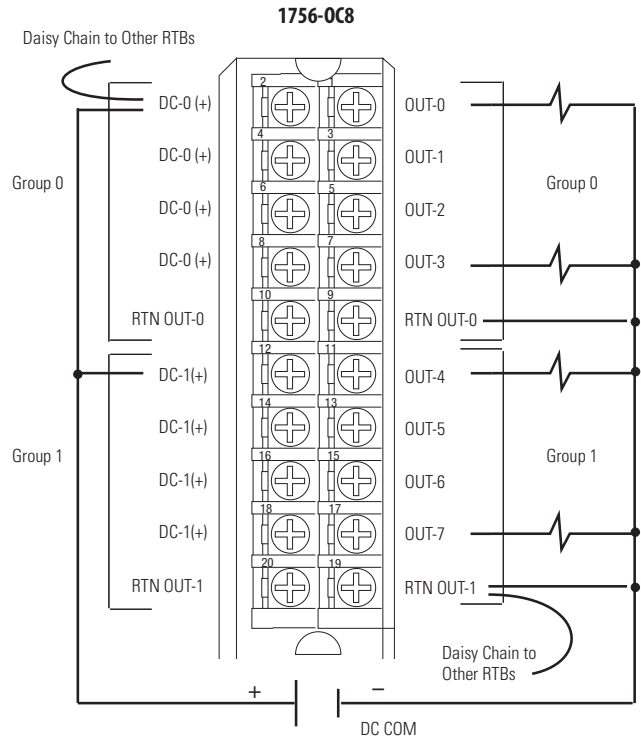 1756-OC8
Daisy Chain to Other RTBs
2 1
DC-0 (+) OUT-0
4 3
DC-0 (+) OUT-1
Group 0 Group 0
6 5
DC-0 (+) OUT-2
8 7
DC-0 (+) OUT-3
10 9
RTN OUT-0 RTN OUT-0
12 11
DC-1(+) OUT-4
14 13
DC-1(+) OUT-5
Group 1 Group 1
16 15
DC-1(+) OUT-6
18 17
DC-1(+) OUT-7
20 19
RTN OUT-1 RTN OUT-1
Daisy Chain to
Other RTBs
+ –
DC COM